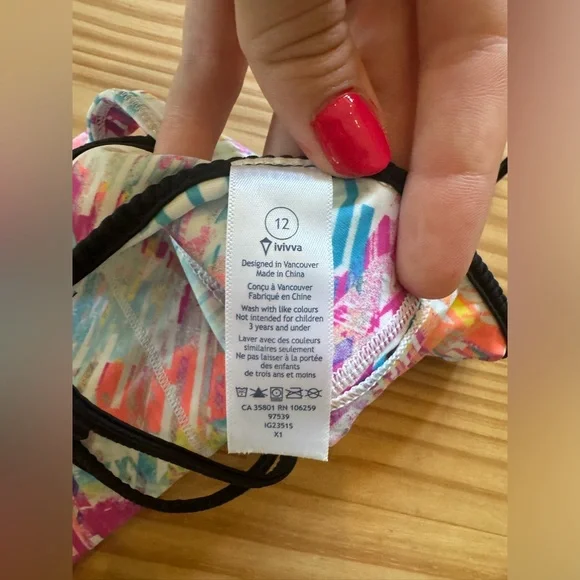 12
ivivva
Designed in Vancouver
Made in China
Conçu à Vancouver
Fabriqué en Chine
Wash with like colours
Not intended for children
3 years and under
Laver avec des couleurs
similaires seulement
Ne pas laisser à la portée
des enfants
de trois ans et moins
CA 35801 RN 106259
97539
IG2351S
X1